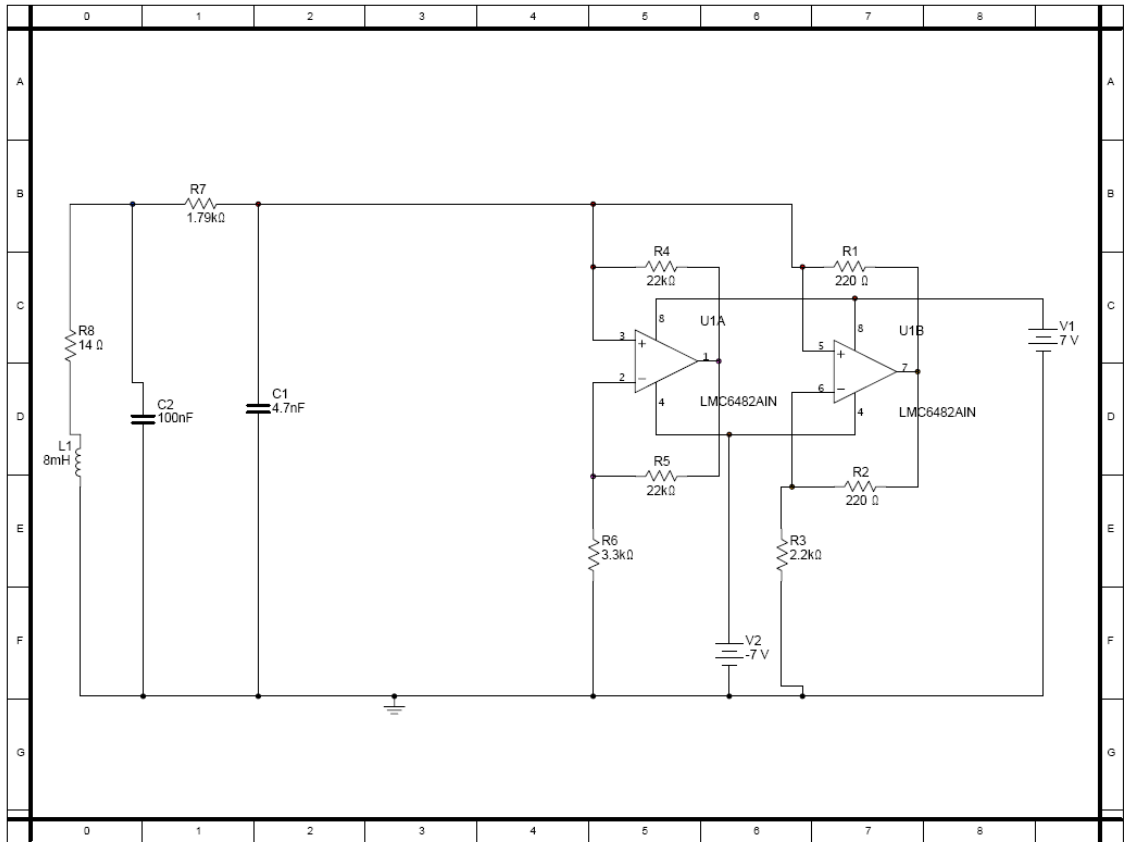 0 1 2 3 4 5 6 7 8
A A
B B
C C
D D
E E
F F
G G
R7
1.79kΩ
R4
22kΩ
R1
220 Ω
R8
14 Ω
8
U1A
3
1
2
4
LMC6482AIN
8
U1B
5
7
6
4
LMC6482AIN
V1
7 V
C2
100nF
C1
4.7nF
L1
8mH
R5
22kΩ
R2
220 Ω
R6
3.3kΩ
R3
2.2kΩ
V2
-7 V
0 1 2 3 4 5 6 7 8